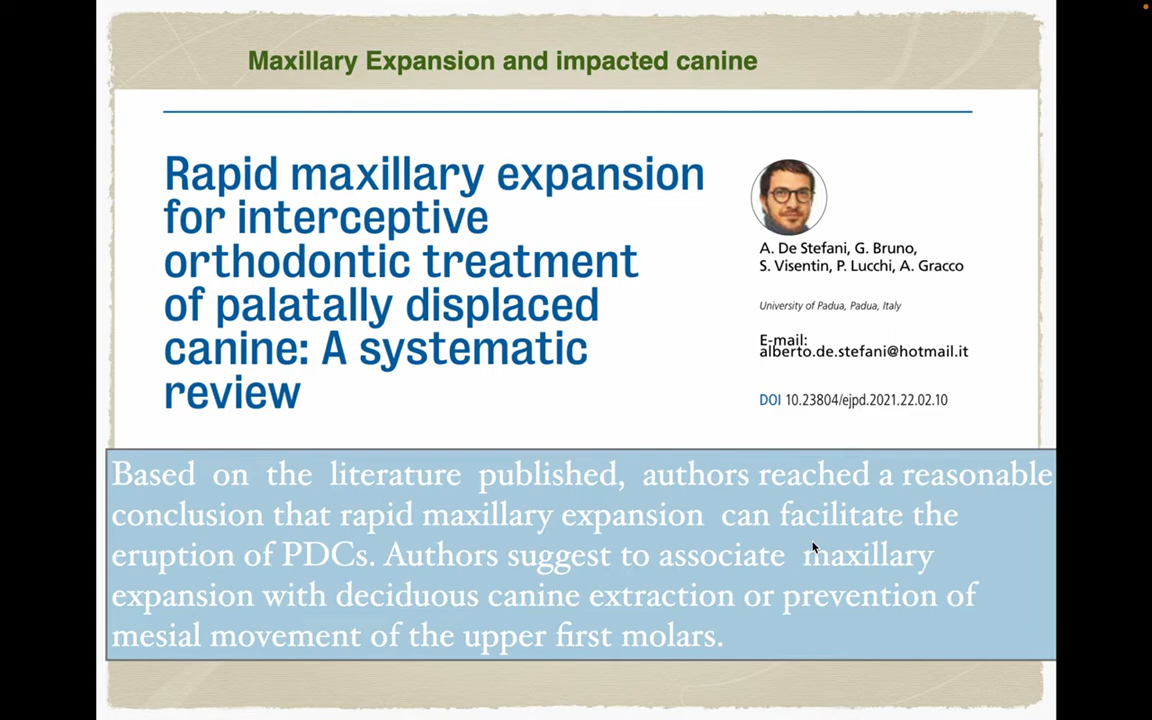 Maxillary Expansion and impacted canine
Rapid maxillary expansion
for interceptive
orthodontic treatment
of palatally displaced
canine: A systematic
review
A. De Stefani, G. Bruno,
S. Visentin, P. Lucchi, A. Gracco
University of Padua, Padua, Italy
E-mail:
alberto.de.stefani@hotmail.it
DOI 10.23804/ejpd.2021.22.02.10
Based on the literature published, authors reached a reasonable
conclusion that rapid maxillary expansion can facilitate the
eruption of PDCs. Authors suggest to associate maxillary
expansion with deciduous canine extraction or prevention of
mesial movement of the upper first molars.